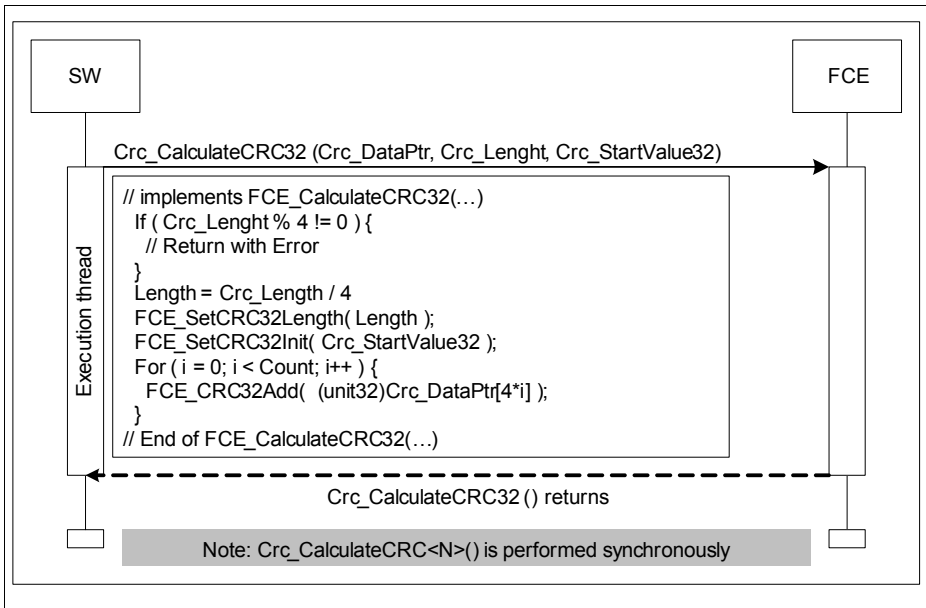 SW
FCE
Crc_CalculateCRC32 (Crc_DataPtr, Crc_Lenght, Crc_StartValue32)
Execution thread
// implements FCE_CalculateCRC32(…)
If ( Crc_Lenght % 4 != 0 ) {
// Return with Error
}
Length = Crc_Length / 4
FCE_SetCRC32Length( Length );
FCE_SetCRC32Init( Crc_StartValue32 );
For ( i = 0; i < Count; i++ ) {
FCE_CRC32Add( (unit32)Crc_DataPtr[4*i] );
}
// End of FCE_CalculateCRC32(…)
Crc_CalculateCRC32 () returns
Note: Crc_CalculateCRC<N>() is performed synchronously